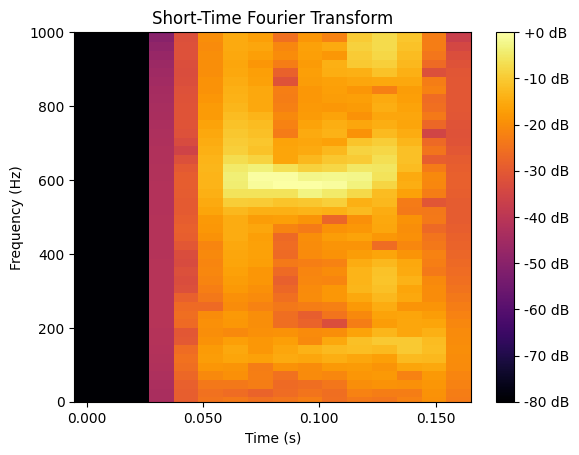 Short-Time Fourier Transform
1000
800
600
400
200
0
Frequency (Hz)
0.000
0.050
0.100
0.150
Time (s)
+0 dB
-10 dB
-20 dB
-30 dB
-40 dB
-50 dB
-60 dB
-70 dB
-80 dB